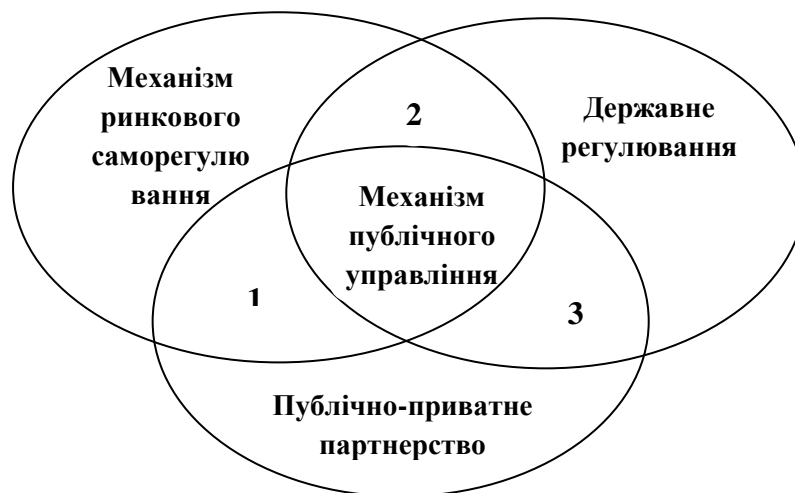 Механізм
ринкового
саморегулю
вання
2
Державне
регулювання
Механізм
публічного
управління
1
3
Публічно-приватне
партнерство